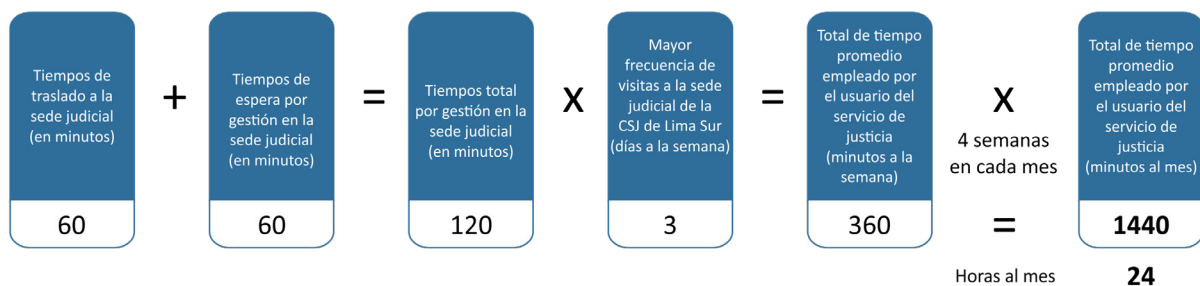 Tiempos de
traslado a la
sede judicial
(en minutos)
60
+
Tiempos de
espera por
gestión en la
sede judicial
(en minutos)
60
=
Tiempos total
por gestión en la
sede judicial
(en minutos)
120
X
Mayor
frecuencia de
visitas a la sede
judicial de la
CSJ de Lima Sur
(días a la semana)
3
=
Total de tiempo
promedio
empleado por
el usuario del
servicio de
justicia
(minutos a la
semana)
360
X
4 semanas
en cada mes
=
Total de tiempo
promedio
empleado por
el usuario del
servicio de
justicia
(minutos al mes)
1440
Horas al mes
24